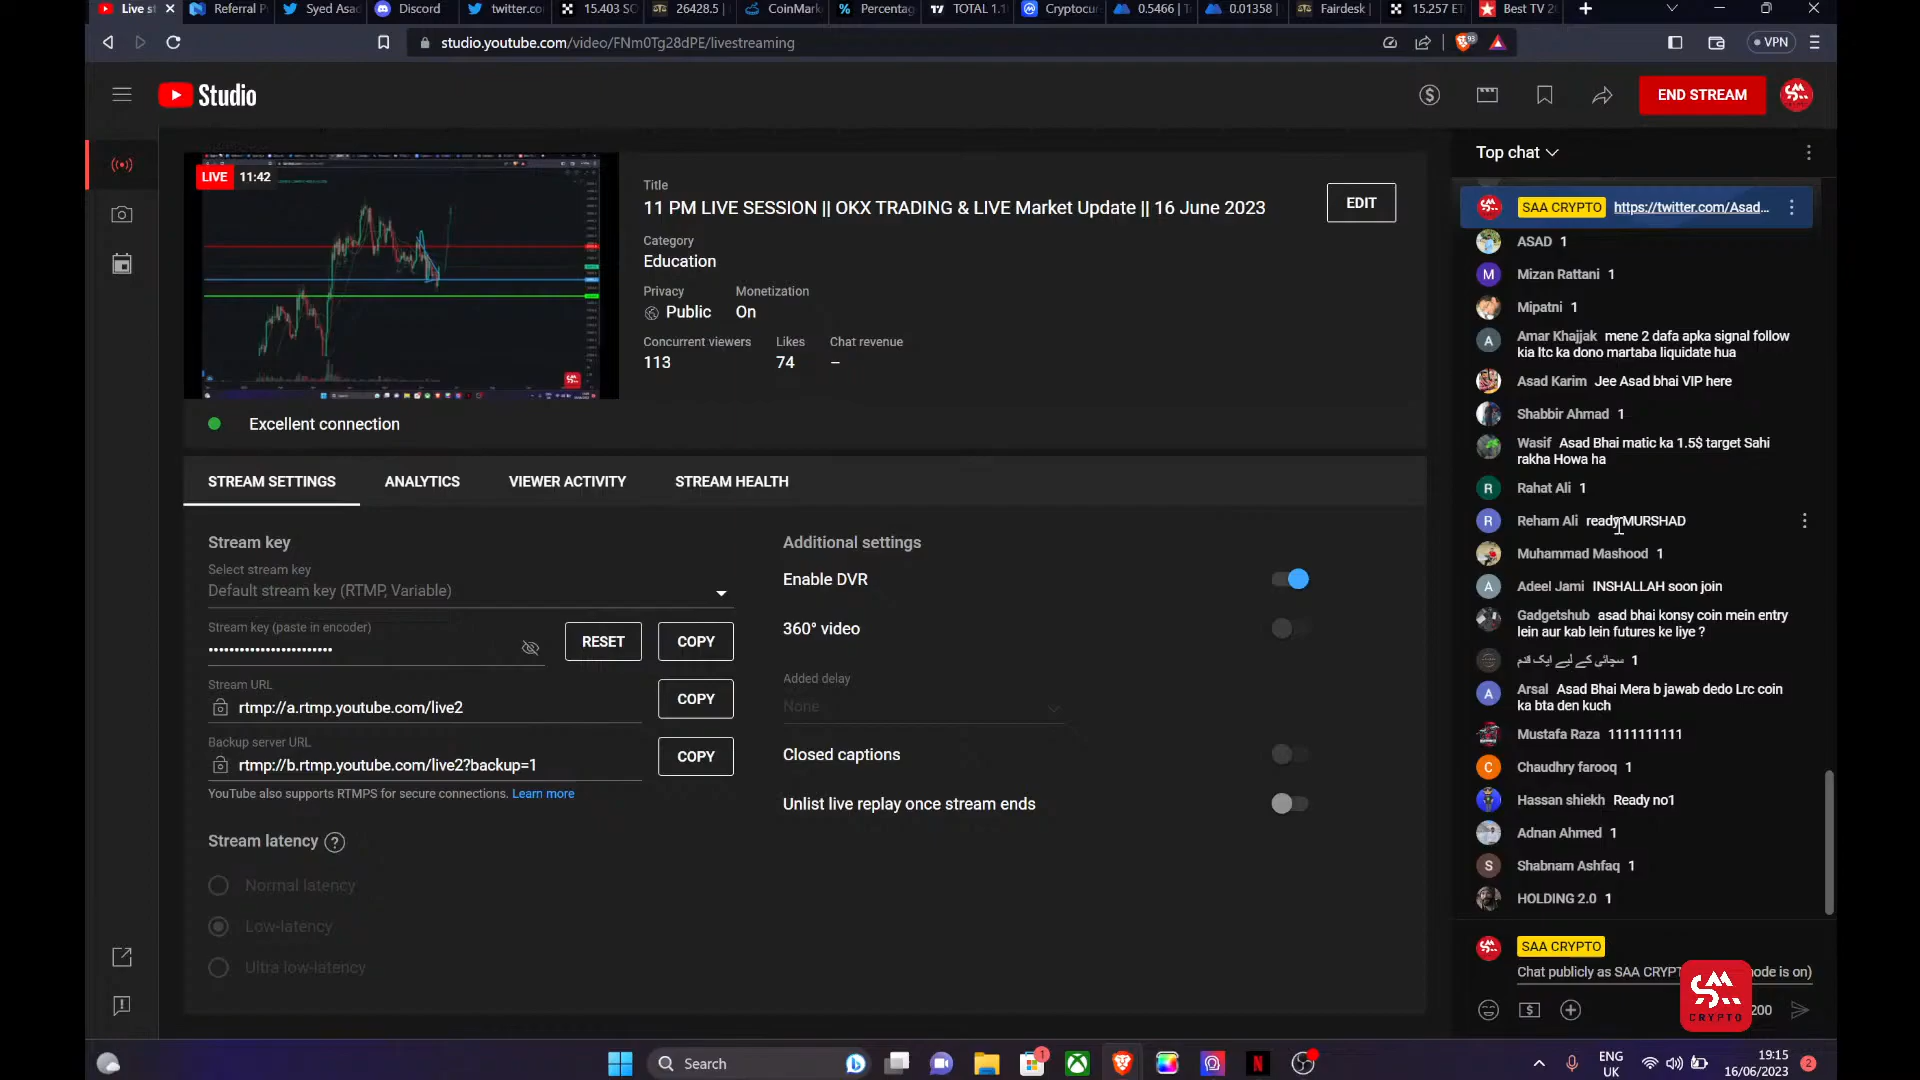 Live st
Referral P
Syed Asa
Discord
twitter.co
15.403 SO
26428.5 |
CoinMark
Percentag
TOTAL 1.1
Cryptocu
0.5466 | T
0.01358 |
Fairdesk |
15.257 ET
Best TV 2
studio.youtube.com/video/FNm0Tg28dPE/livestreaming
93
VPN
Studio
END STREAM
LIVE 11:42
Title
11 PM LIVE SESSION || OKX TRADING & LIVE Market Update || 16 June 2023
EDIT
Category
Education
Privacy
Public
Monetization
On
Concurrent viewers
113
Likes
74
Chat revenue
–
Excellent connection
STREAM SETTINGS
ANALYTICS
VIEWER ACTIVITY
STREAM HEALTH
Stream key
Select stream key
Default stream key (RTMP, Variable)
Stream key (paste in encoder)
••••••••••••••••••••••••
RESET
COPY
Stream URL
rtmp://a.rtmp.youtube.com/live2
COPY
Backup server URL
rtmp://b.rtmp.youtube.com/live2?backup=1
COPY
YouTube also supports RTMPS for secure connections. Learn more
Stream latency ?
Normal latency
Low-latency
Ultra low-latency
Additional settings
Enable DVR
360° video
Added delay
None
Closed captions
Unlist live replay once stream ends
Top chat
SAA CRYPTO https://twitter.com/Asad...
ASAD 1
M Mizan Rattani 1
Mipatni 1
A Amar Khajjak mene 2 dafa apka signal follow
kia ltc ka dono martaba liquidate hua
Asad Karim Jee Asad bhai VIP here
Shabbir Ahmad 1
Wasif Asad Bhai matic ka 1.5$ target Sahi
rakha Howa ha
R Rahat Ali 1
R Reham Ali ready MURSHAD
Muhammad Mashood 1
A Adeel Jami INSHALLAH soon join
Gadgetshub asad bhai konsy coin mein entry
lein aur kab lein futures ke liye ?
سچائی کے لیے ایک قدم 1
A Arsal Asad Bhai Mera b jawab dedo Lrc coin
ka bta den kuch
Mustafa Raza 1111111111
C Chaudhry farooq 1
Hassan shiekh Ready no1
Adnan Ahmed 1
S Shabnam Ashfaq 1
HOLDING 2.0 1
SAA CRYPTO
Chat publicly as SAA CRYPT ode is on)
200
CRYPTO
Search
1
ENG
UK
19:15
16/06/2023
2